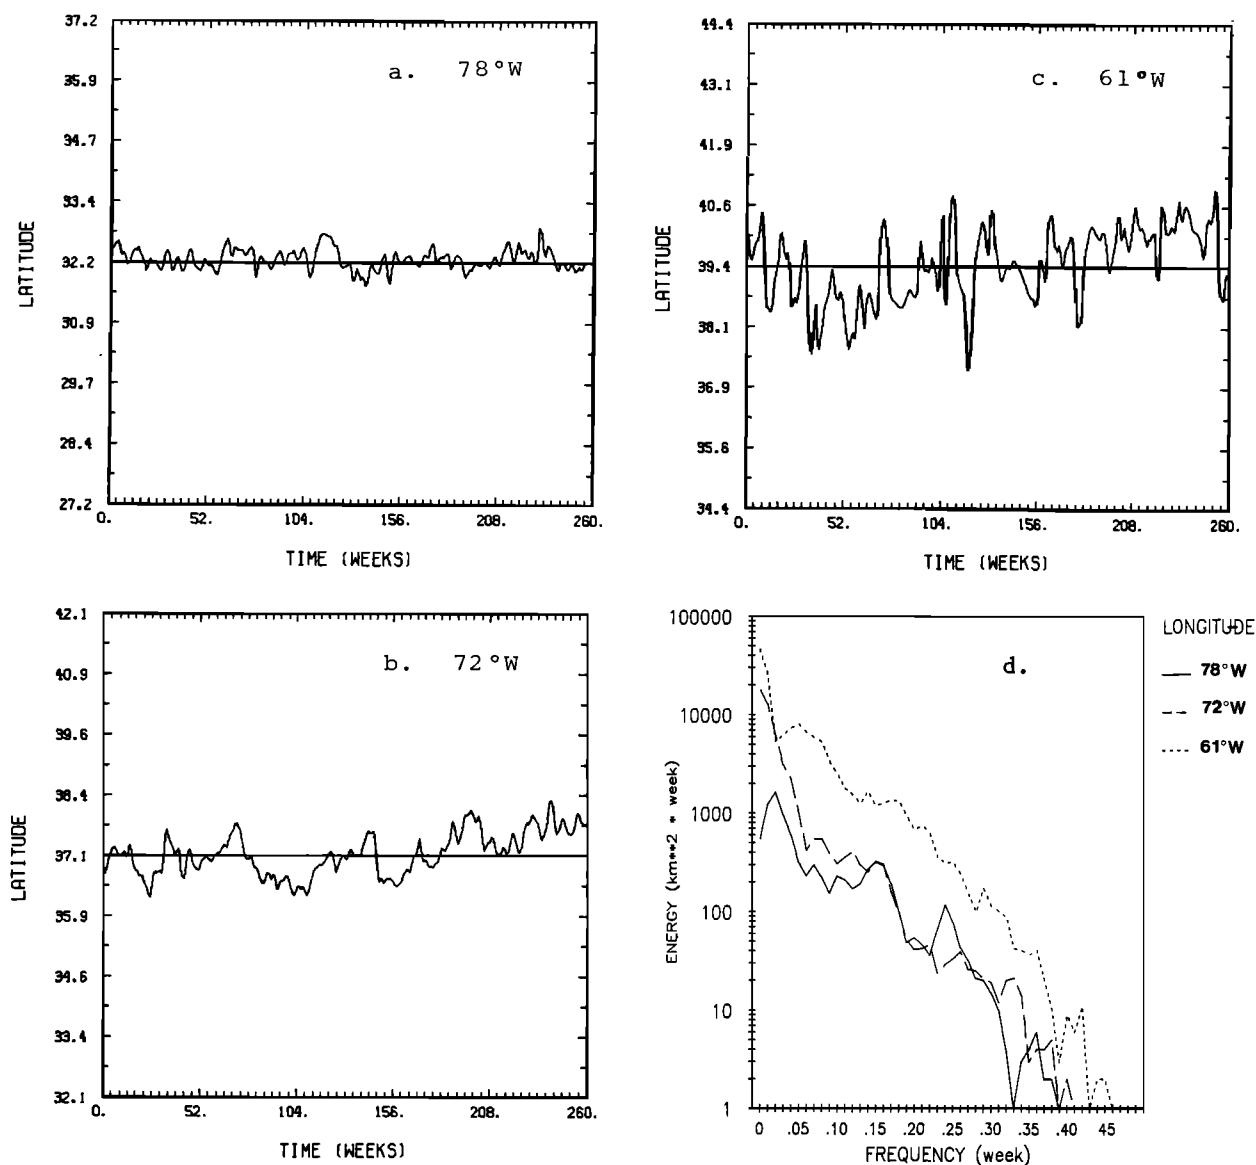 37.2
35.9
34.7
33.4
32.2
30.9
29.7
28.4
27.2
LATITUDE
a. 78°W
0. 52. 104. 156. 208. 260.
TIME (WEEKS)
44.4
43.1
41.9
40.6
39.4
38.1
36.9
35.6
34.4
LATITUDE
c. 61°W
0. 52. 104. 156. 208. 260.
TIME (WEEKS)
42.1
40.9
39.6
38.4
37.1
35.9
34.6
33.4
32.1
LATITUDE
b. 72°W
0. 52. 104. 156. 208. 260.
TIME (WEEKS)
100000
10000
1000
100
10
1
ENERGY (km**2 * week)
d.
0 .05 .10 .15 .20 .25 .30 .35 .40 45
FREQUENCY (week)
LONGITUDE
78°W
72°W
61°W